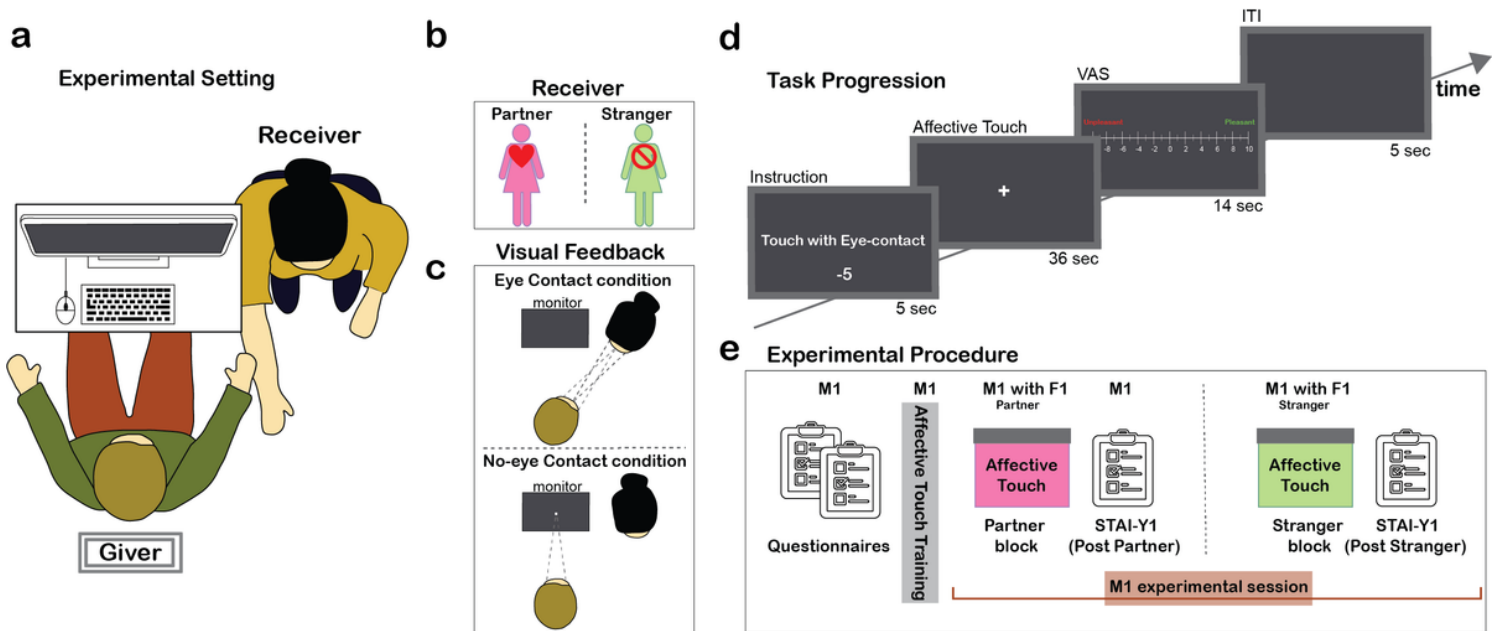 a
Experimental Setting
Receiver
Giver
b
Receiver
Partner
Stranger
c
Visual Feedback
Eye Contact condition
monitor
No-eye Contact condition
monitor
d
Task Progression
Instruction
Touch with Eye-contact
-5
5 sec
Affective Touch
+
36 sec
VAS
Unpleasant
Pleasant
-8 -6 -4 -2 0 2 4 6 8 10
14 sec
ITI
5 sec
time
e
Experimental Procedure
M1
Questionnaires
M1
Affective Touch Training
M1 with F1
Partner
Affective
Touch
Partner
block
M1
STAI-Y1
(Post Partner)
M1 with F1
Stranger
Affective
Touch
Stranger
block
STAI-Y1
(Post Stranger)
M1 experimental session